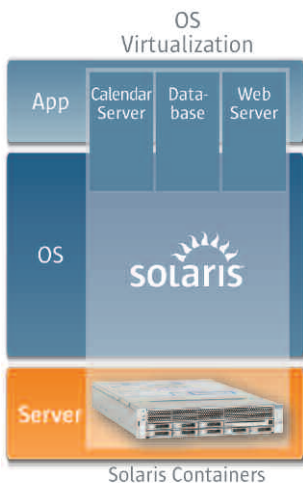 OS
Virtualization
App
Calendar Data- Web
Server base Server
OS
solaris
Server
Solaris Containers